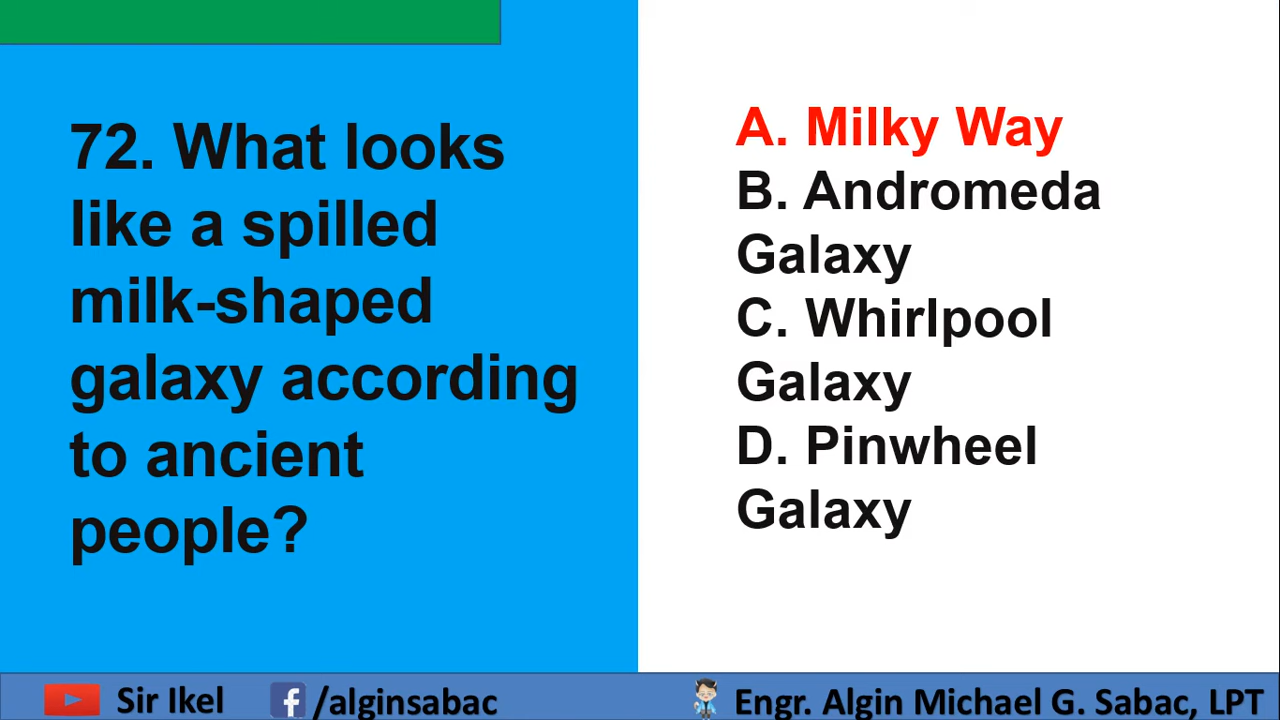 72. What looks
like a spilled
milk-shaped
galaxy according
to ancient
people?
A. Milky Way
B. Andromeda
Galaxy
C. Whirlpool
Galaxy
D. Pinwheel
Galaxy
Sir Ikel
/alginsabac
Engr. Algin Michael G. Sabac, LPT